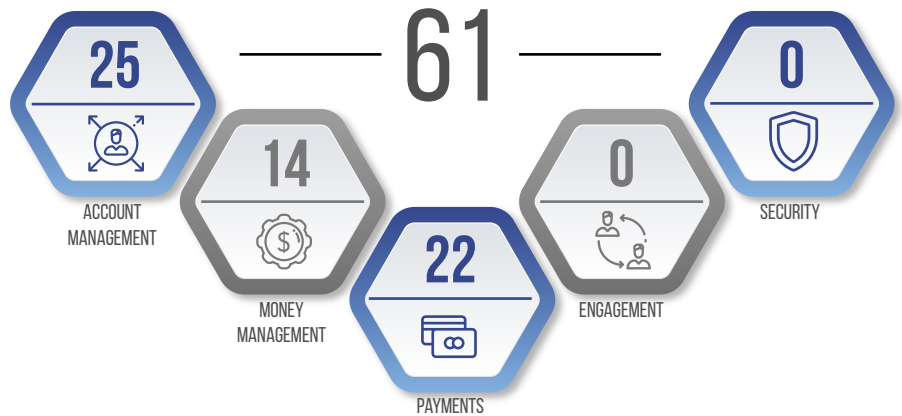 61
25
ACCOUNT
MANAGEMENT
14
$
MONEY
MANAGEMENT
22
PAYMENTS
0
ENGAGEMENT
0
SECURITY